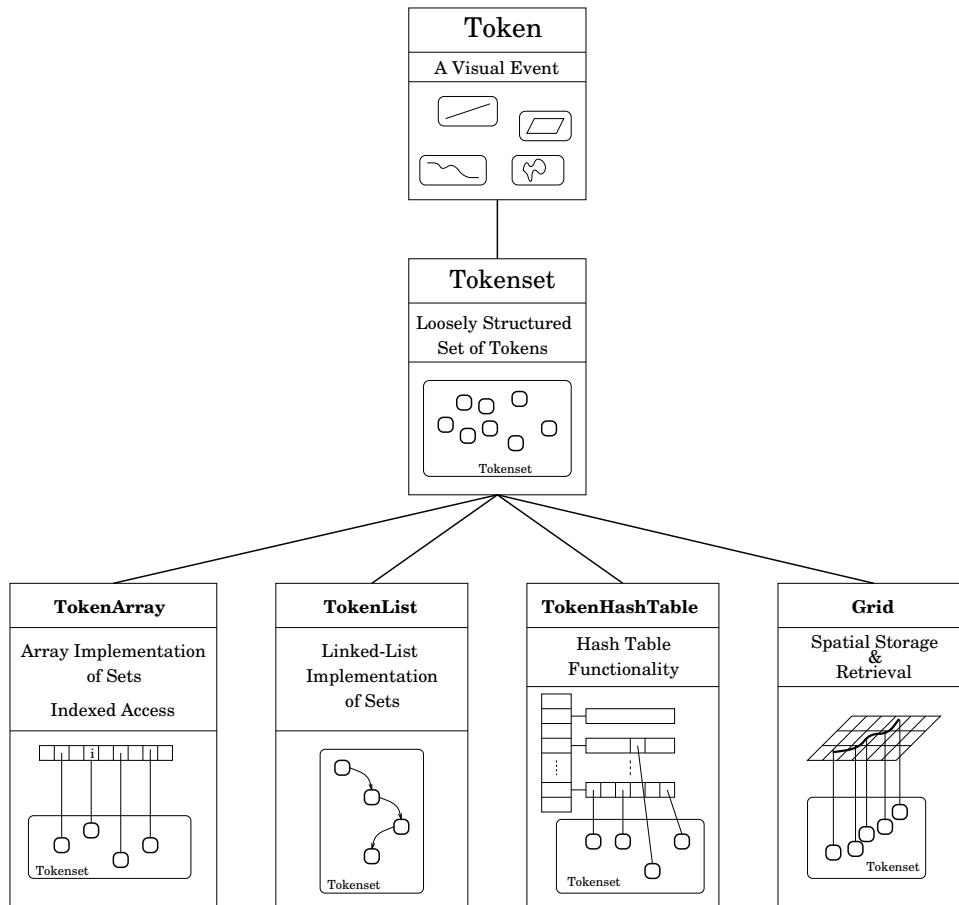 Token
A Visual Event
Tokenset
Loosely Structured
Set of Tokens
Tokenset
TokenArray
Array Implementation
of Sets
Indexed Access
i
Tokenset
TokenList
Linked-List
Implementation
of Sets
Tokenset
TokenHashTable
Hash Table
Functionality
Tokenset
Grid
Spatial Storage
&
Retrieval
Tokenset